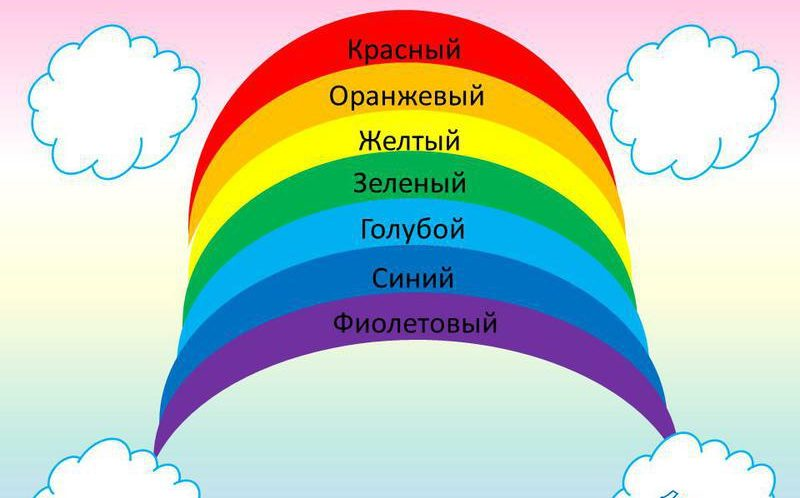 Красный
Оранжевый
Желтый
Зеленый
Голубой
Синий
Фиолетовый